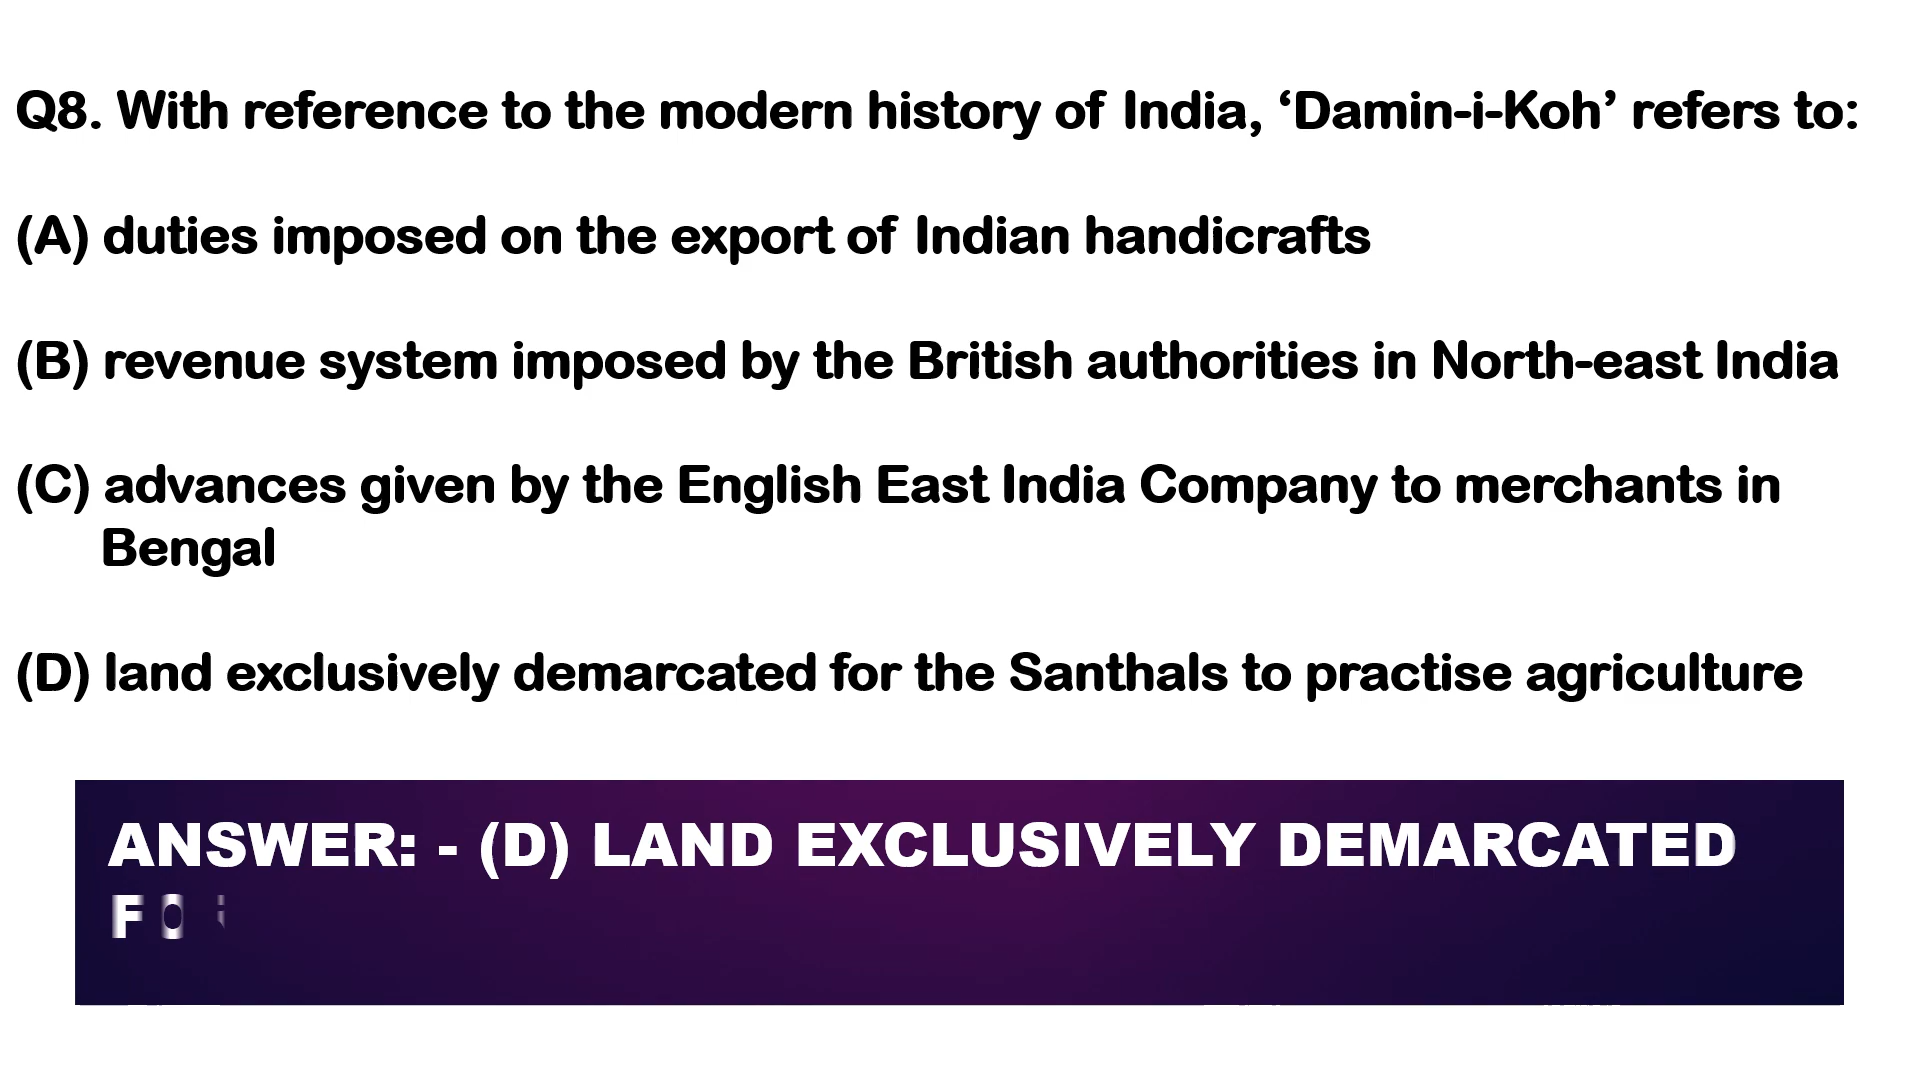 Q8. With reference to the modern history of India, ‘Damin-i-Koh’ refers to:
(A) duties imposed on the export of Indian handicrafts
(B) revenue system imposed by the British authorities in North-east India
(C) advances given by the English East India Company to merchants in
Bengal
(D) land exclusively demarcated for the Santhals to practise agriculture
ANSWER: - (D) LAND EXCLUSIVELY DEMARCATED